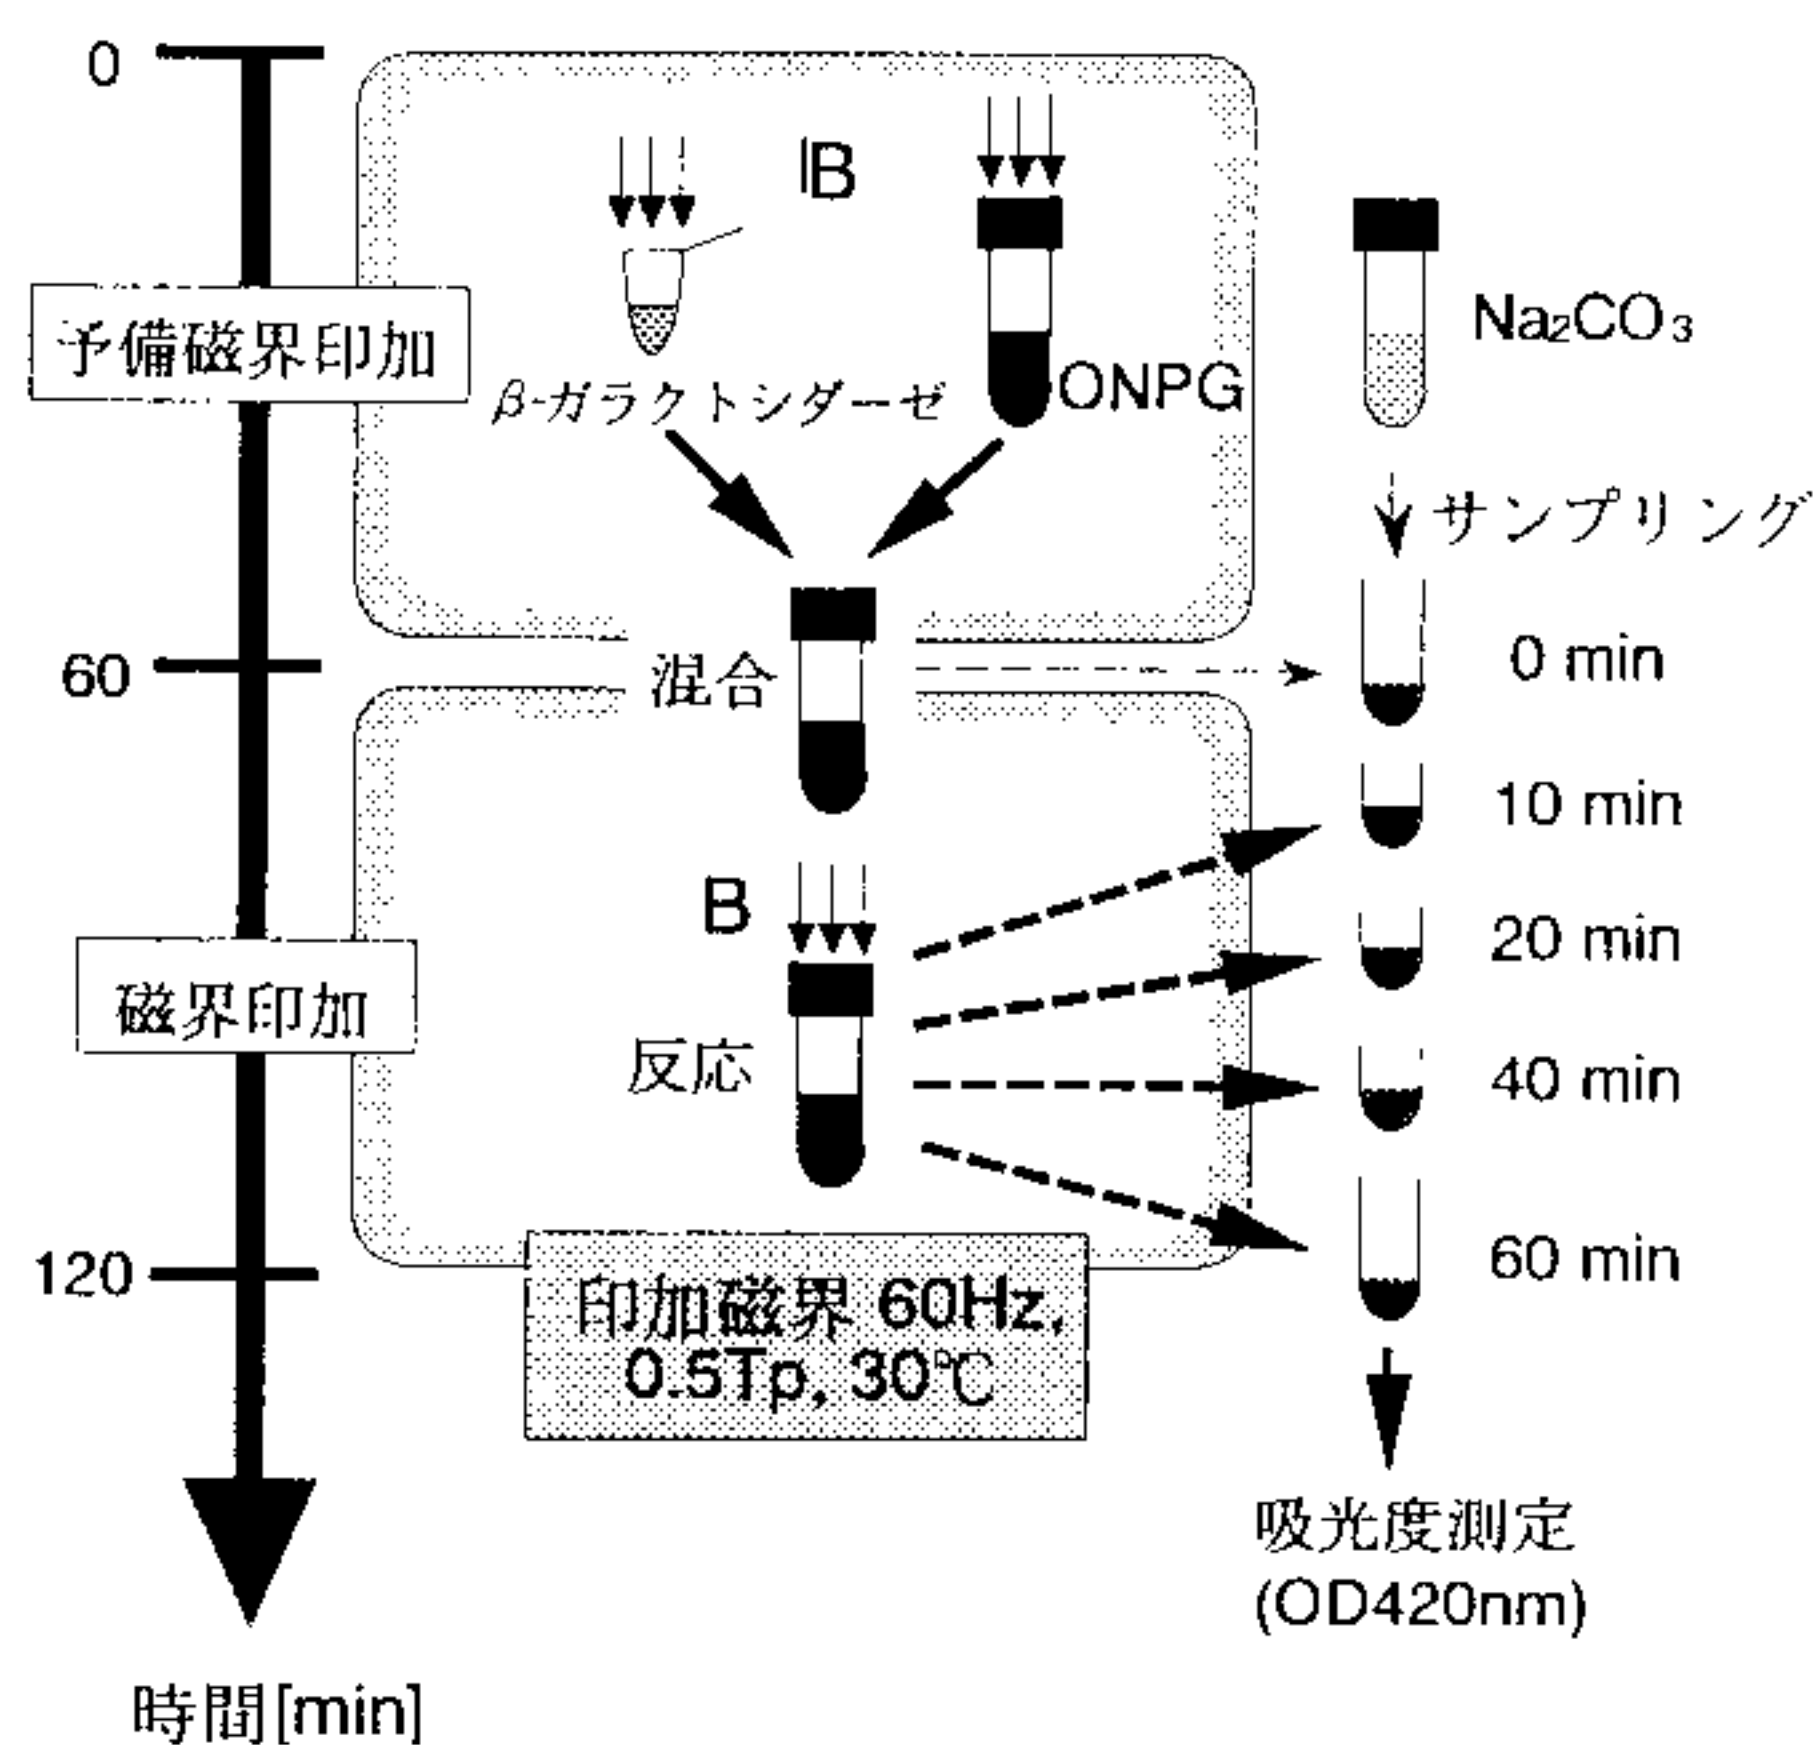 0
B
Na₂CO₃
予備磁界印加
β-ガラクトシダーゼ
ONPG
サンプリング
60
混合
0 min
10 min
B
20 min
磁界印加
反応
40 min
60 min
120
印加磁界 60Hz,
0.5Tp, 30℃
吸光度測定
(OD420nm)
時間[min]